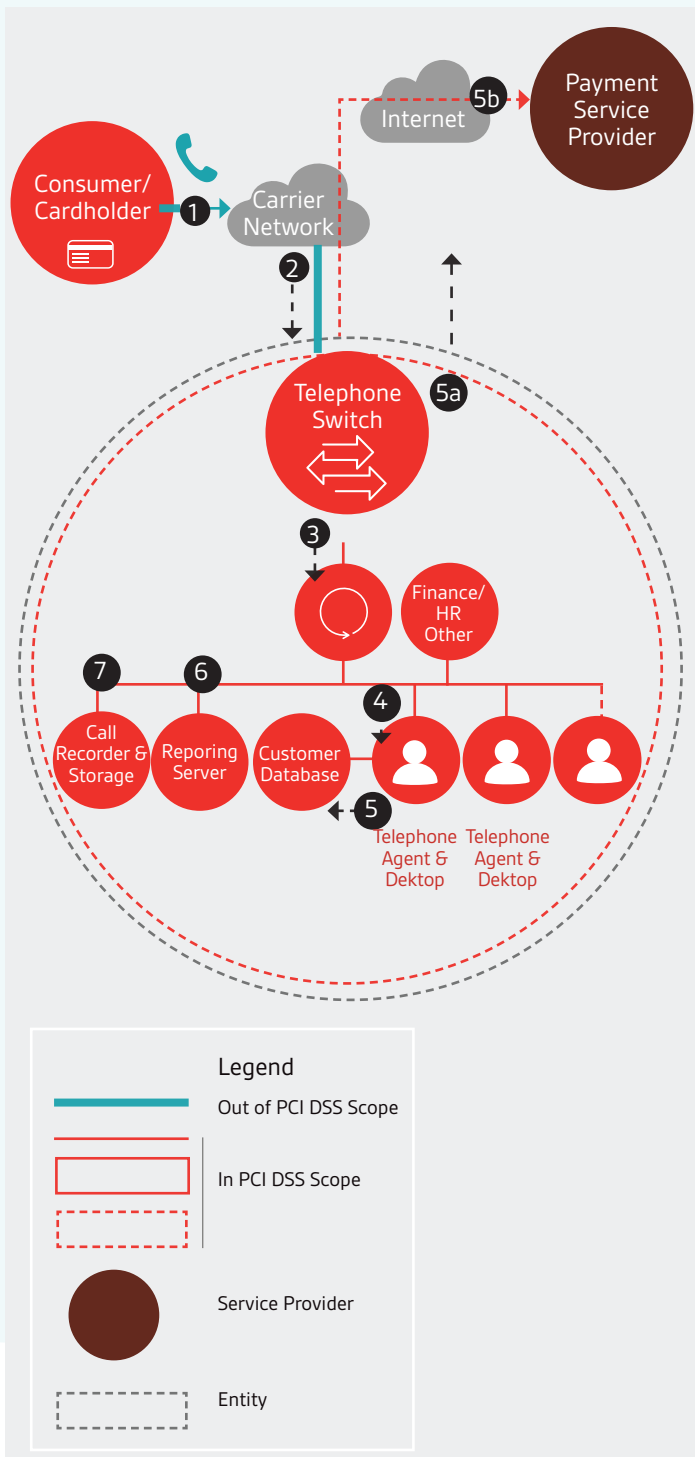 5b
Internet
Payment
Service
Provider
Consumer/
Cardholder
1
Carrier
Network
2
Telephone
Switch
5a
3
Finance/
HR
Other
7
6
4
Call
Recorder &
Storage
Reporing
Server
Customer
Database
5
Telephone
Agent &
Dektop
Telephone
Agent &
Dektop
Legend
Out of PCI DSS Scope
In PCI DSS Scope
Service Provider
Entity